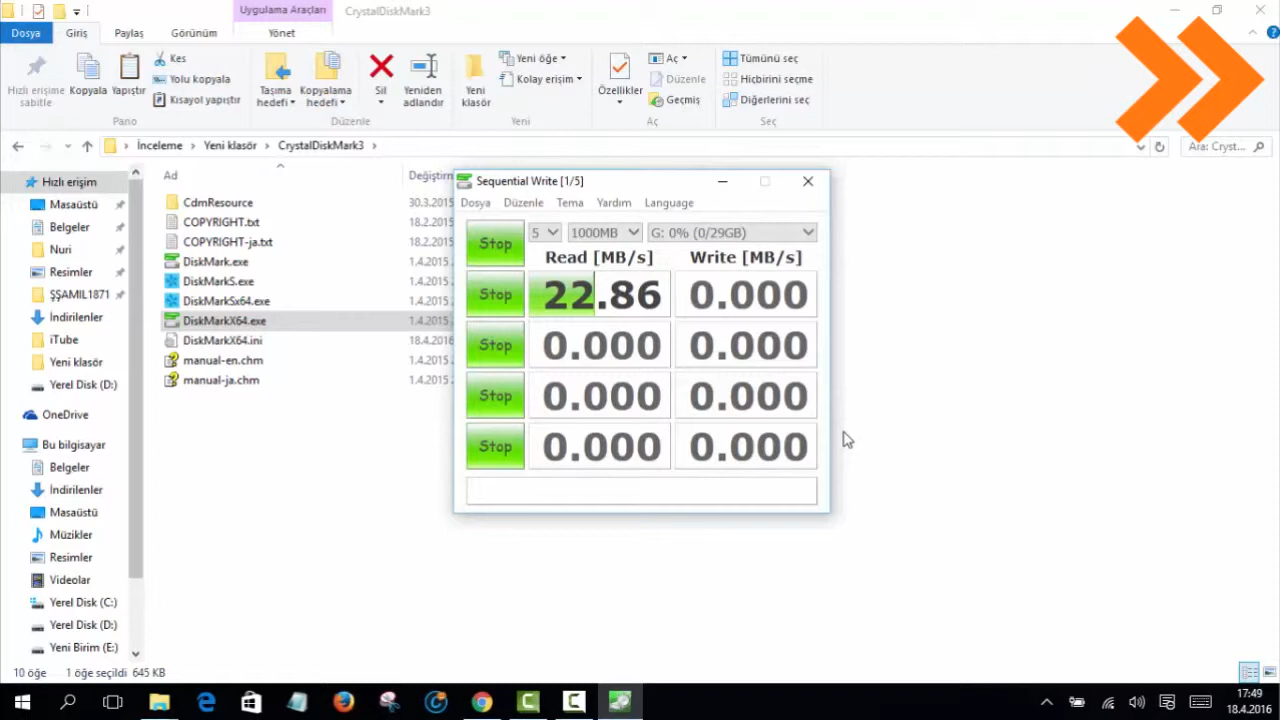 Uygulama Araçları
CrystalDiskMark3
Dosya
Giriş
Paylaş
Görünüm
Yönet
Hızlı erişime
sabitle
Kopyala
Yapıştır
Kes
Yolu kopyala
Kısayol yapıştır
Pano
Taşıma
hedefi
Kopyalama
hedefi
Sil
Yeniden
adlandır
Düzenle
Yeni
klasör
Yeni öğe
Kolay erişim
Yeni
Özellikler
Aç
Düzenle
Geçmiş
Aç
Tümünü seç
Hiçbirini seçme
Diğerlerini seç
Seç
İnceleme
Yeni klasör
CrystalDiskMark3
Ara: Cryst...
Hızlı erişim
Masaüstü
Belgeler
Nuri
Resimler
ŞŞAMIL1871
İndirilenler
iTube
Yeni klasör
Yerel Disk (D:)
OneDrive
Bu bilgisayar
Belgeler
İndirilenler
Masaüstü
Müzikler
Resimler
Videolar
Yerel Disk (C:)
Yerel Disk (D:)
Yeni Birim (E:)
Ad
Değiştirm
CdmResource 30.3.2015
COPYRIGHT.txt 18.2.2015
COPYRIGHT-ja.txt 18.2.2015
DiskMark.exe 1.4.2015
DiskMarkS.exe 1.4.2015
DiskMarkSx64.exe 1.4.2015
DiskMarkX64.exe 1.4.2015
DiskMarkX64.ini 18.4.2016
manual-en.chm 1.4.2015
manual-ja.chm 1.4.2015
Sequential Write [1/5]
Dosya Düzenle Tema Yardım Language
Stop 5 1000MB G: 0% (0/29GB)
Read [MB/s] Write [MB/s]
Stop 22.86 0.000
Stop 0.000 0.000
Stop 0.000 0.000
Stop 0.000 0.000
10 öğe 1 öğe seçildi 645 KB
17:49
18.4.2016